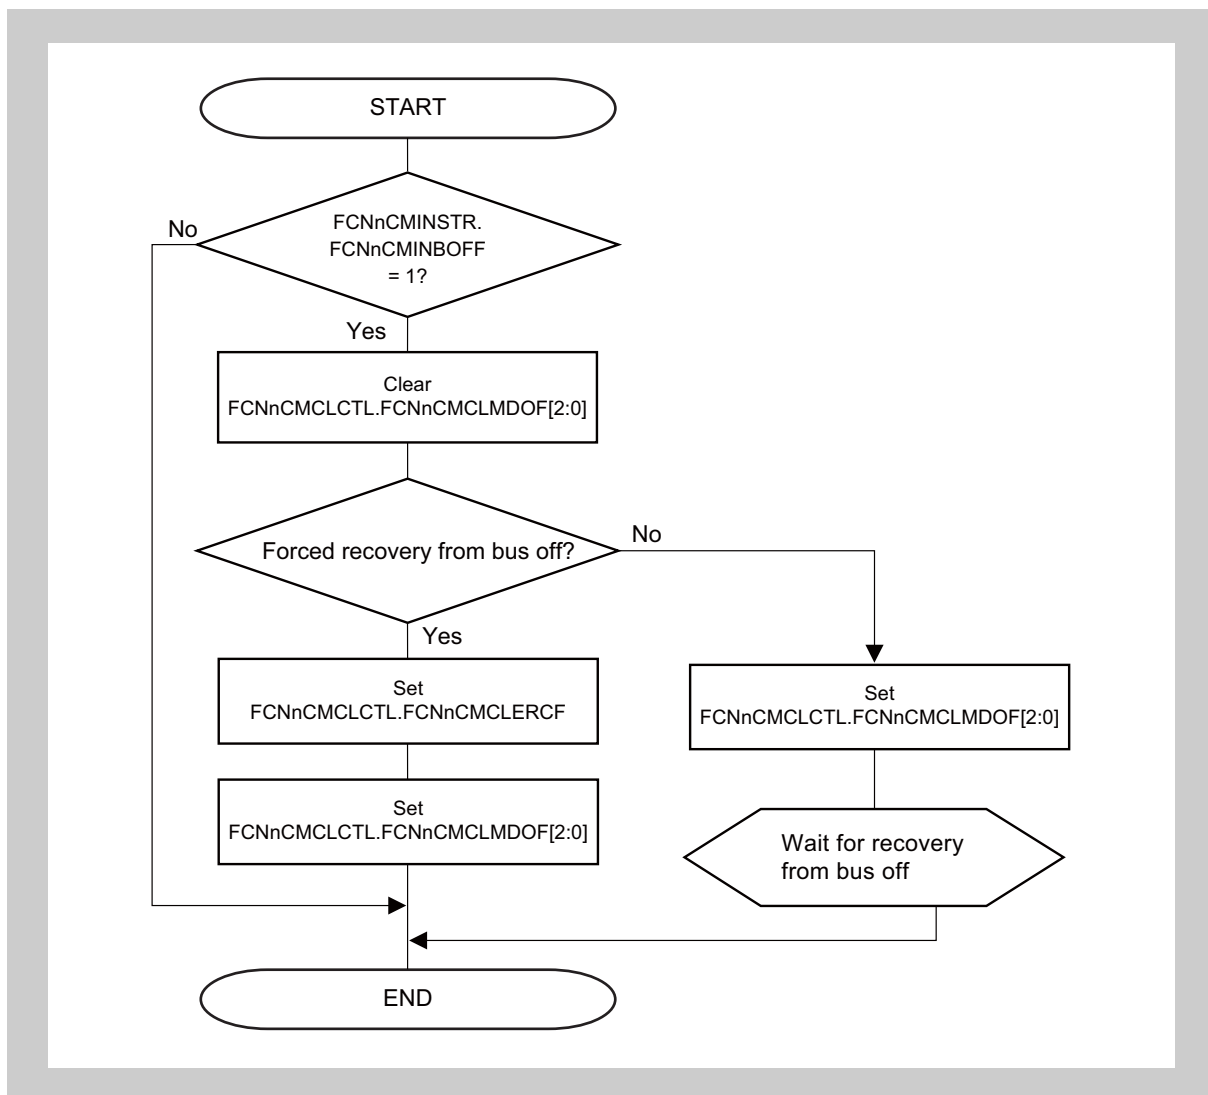 START
No
FCNnCMINSTR.
FCNnCMINBOFF
= 1?
Yes
Clear
FCNnCMCLCTL.FCNnCMCLMDOF[2:0]
Forced recovery from bus off?
No
Yes
Set
FCNnCMCLCTL.FCNnCMCLERCF
Set
FCNnCMCLCTL.FCNnCMCLMDOF[2:0]
Set
FCNnCMCLCTL.FCNnCMCLMDOF[2:0]
Wait for recovery
from bus off
END